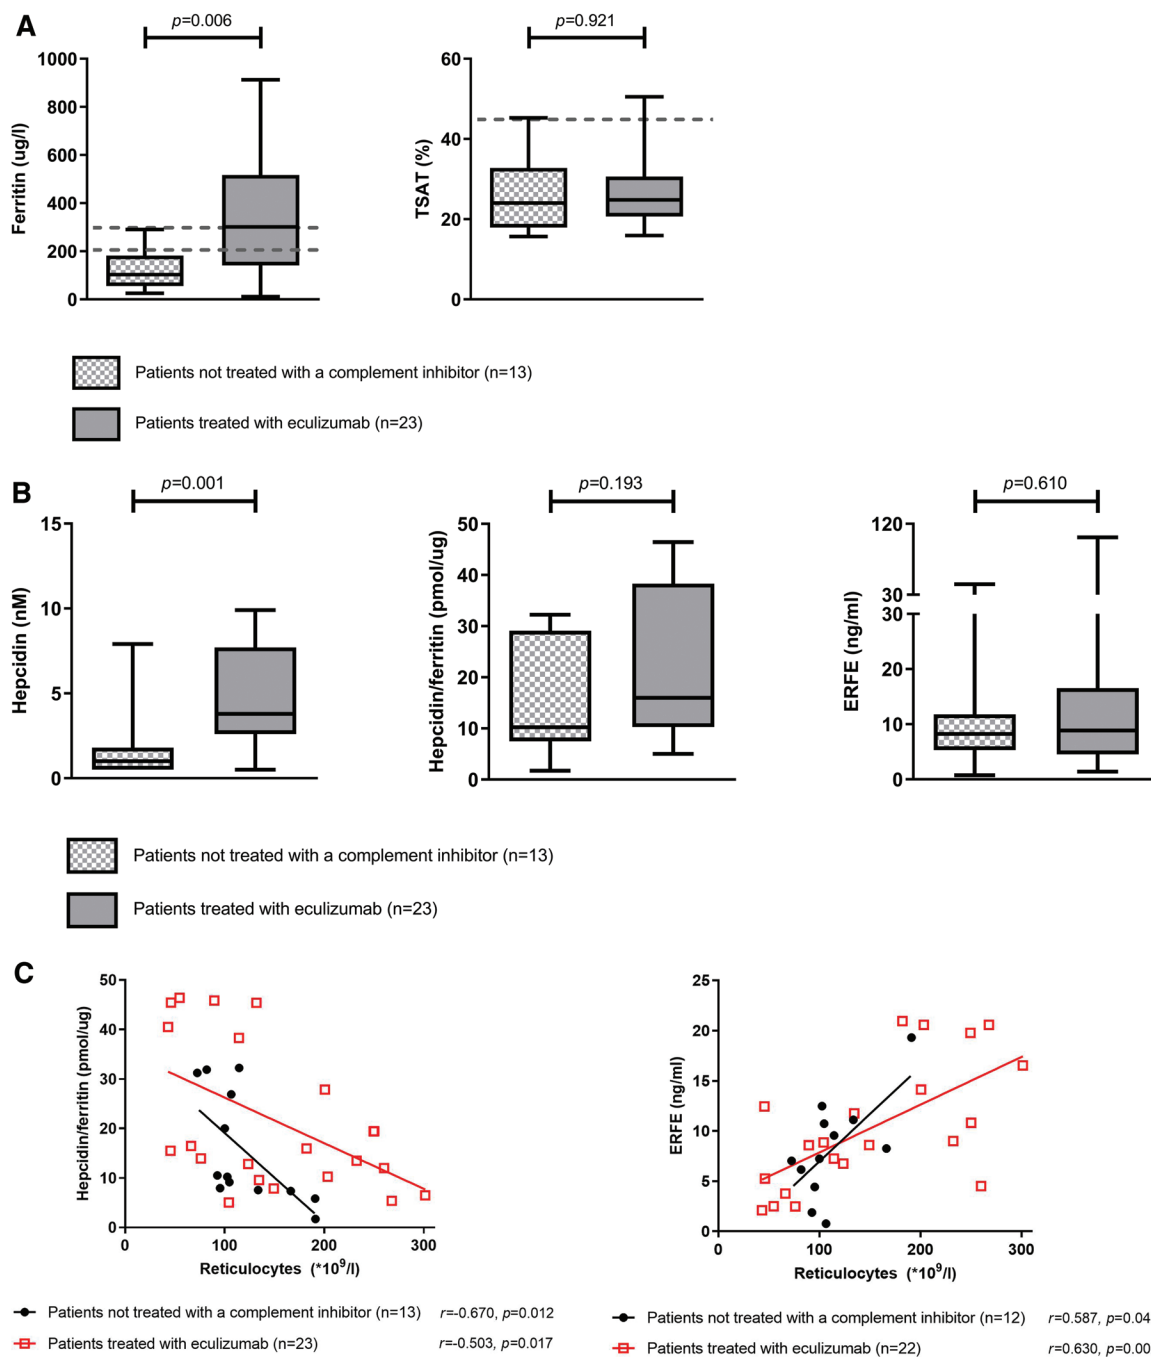 A
p=0.006
p=0.921
1000
800
600
400
200
0
Ferritin (ug/l)
60
40
20
0
TSAT (%)
Patients not treated with a complement inhibitor (n=13)
Patients treated with eculizumab (n=23)
B
p=0.001
p=0.193
p=0.610
15
10
5
0
Hepcidin (nM)
50
40
30
20
10
0
Hepcidin/ferritin (pmol/ug)
120
30
30
20
10
0
ERFE (ng/ml)
Patients not treated with a complement inhibitor (n=13)
Patients treated with eculizumab (n=23)
C
50
40
30
20
10
0
Hepcidin/ferritin (pmol/ug)
0 100 200 300
Reticulocytes (*10⁹/l)
25
20
15
10
5
0
ERFE (ng/ml)
0 100 200 300
Reticulocytes (*10⁹/l)
Patients not treated with a complement inhibitor (n=13) r=-0.670, p=0.012
Patients treated with eculizumab (n=23) r=-0.503, p=0.017
Patients not treated with a complement inhibitor (n=12) r=0.587, p=0.04
Patients treated with eculizumab (n=22) r=0.630, p=0.00